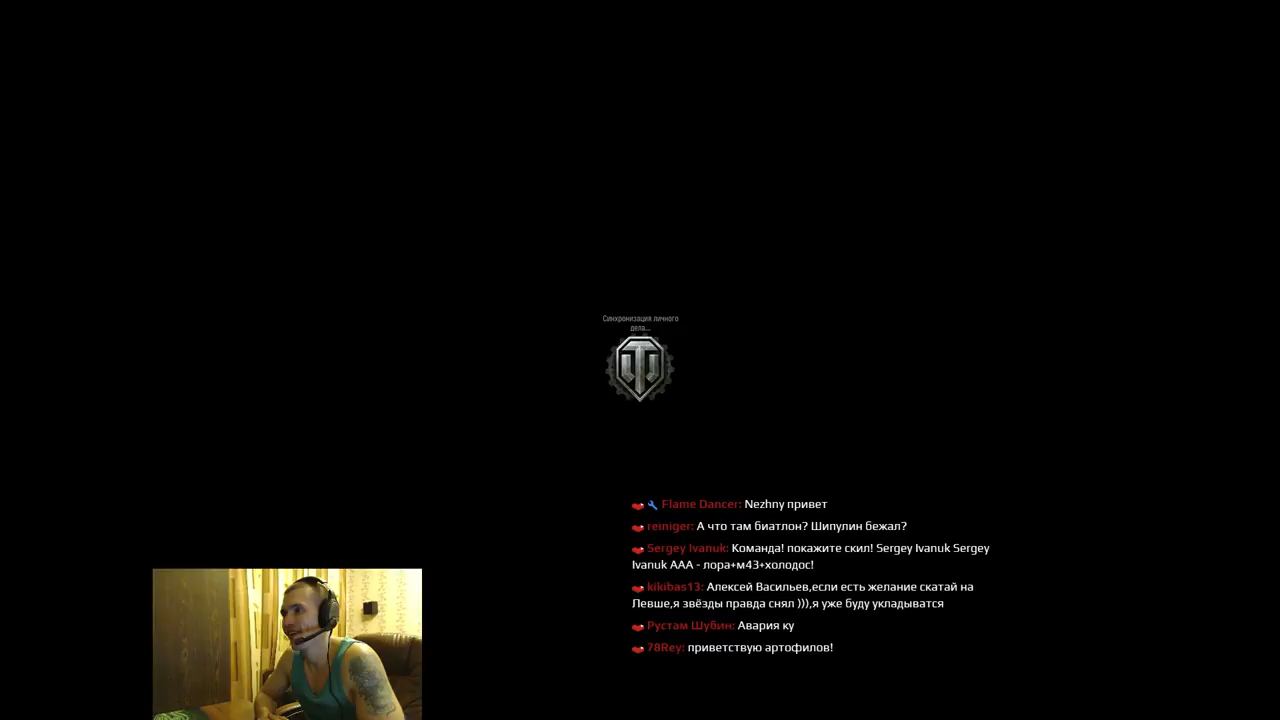 Синхронизация личного
дела...
Flame Dancer: Nezhny привет
reiniger: А что там биатлон? Шипулин бежал?
Sergey Ivanuk: Команда! покажите скил! Sergey Ivanuk Sergey
Ivanuk ААА - лора+м43+холодос!
kikibas13: Алексей Васильев,если есть желание скатай на
Левше,я звёзды правда снял ))),я уже буду укладыватся
Рустам Шубин: Авария ку
78Rey: приветствую артофилов!